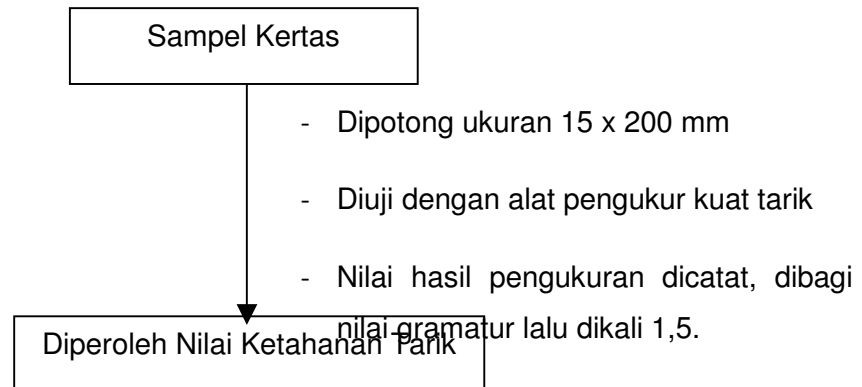 Sampel Kertas
- Dipotong ukuran 15 x 200 mm
- Diuji dengan alat pengukur kuat tarik
- Nilai hasil pengukuran dicatat, dibagi
nilai gramatur lalu dikali 1,5.
Diperoleh Nilai Ketahanan Tarik